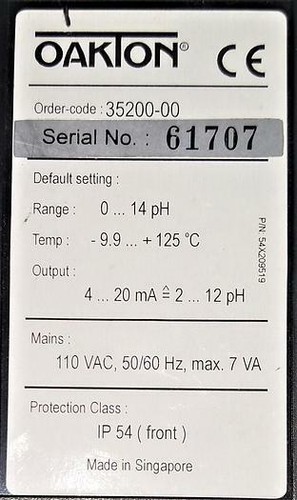 OAKTON® CE
Order-code : 35200-00
Serial No. : 61707
Default setting :
Range : 0 ... 14 pH
Temp : - 9.9 ... + 125 °C
Output :
4 ... 20 mA ≙ 2 ... 12 pH
P/N: 54X209519
Mains :
110 VAC, 50/60 Hz, max. 7 VA
Protection Class :
IP 54 ( front )
Made in Singapore